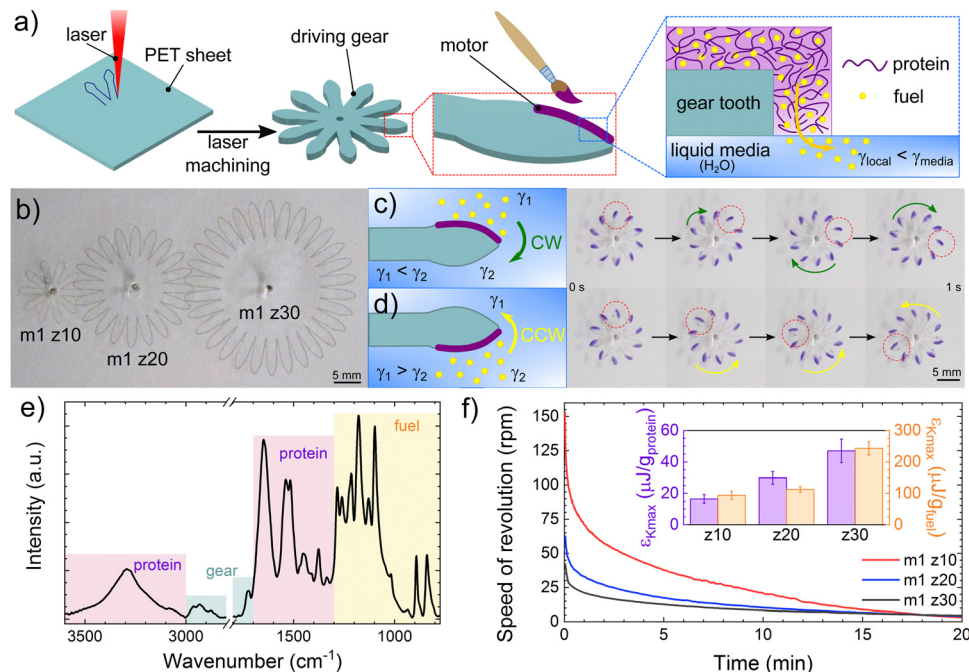 a)
laser
PET sheet
laser
machining
driving gear
motor
gear tooth
liquid media
(H₂O)
γlocal < γmedia
protein
fuel
b)
m1 z10
m1 z20
m1 z30
5 mm
c)
γ₁
CW
γ₁ < γ₂
γ₂
d)
γ₁
CCW
γ₁ > γ₂
γ₂
0 s
1 s
5 mm
e)
Intensity (a.u.)
protein
gear
protein
fuel
3500 3000 1500 1000
Wavenumber (cm⁻¹)
f)
Speed of revolution (rpm)
150
125
100
75
50
25
0
0 5 10 15 20
Time (min)
εKmax (μJ/gprotein)
60
40
20
0
z10 z20 z30
300
200
100
0
εKmax (μJ/gfuel)
m1 z10
m1 z20
m1 z30